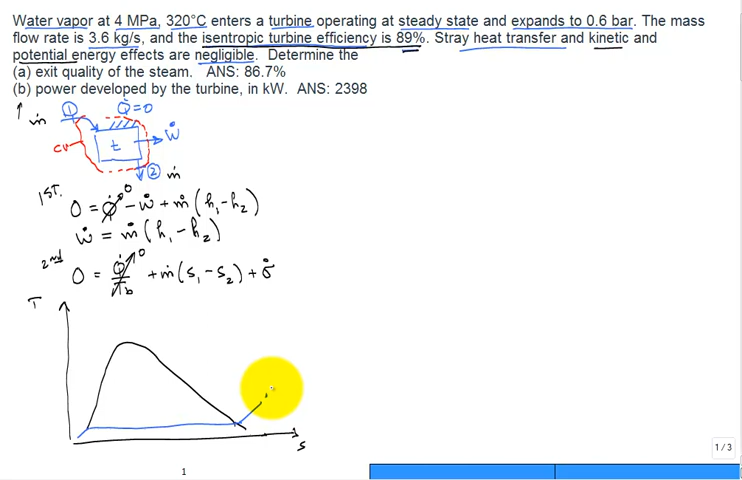 Water vapor at 4 MPa, 320°C enters a turbine operating at steady state and expands to 0.6 bar. The mass
flow rate is 3.6 kg/s, and the isentropic turbine efficiency is 89%. Stray heat transfer and kinetic and
potential energy effects are negligible. Determine the
(a) exit quality of the steam. ANS: 86.7%
(b) power developed by the turbine, in kW. ANS: 2398
↑ ṁ 1 Q̇=0
CV t Ẇ
2 ṁ
1ST. 0 = Q̇ 0 - Ẇ + ṁ (h₁-h₂)
Ẇ = ṁ (h₁-h₂)
2nd 0 = Q̇/Tb 0 + ṁ (s₁-s₂) + σ̇
T
s
1 / 3
1